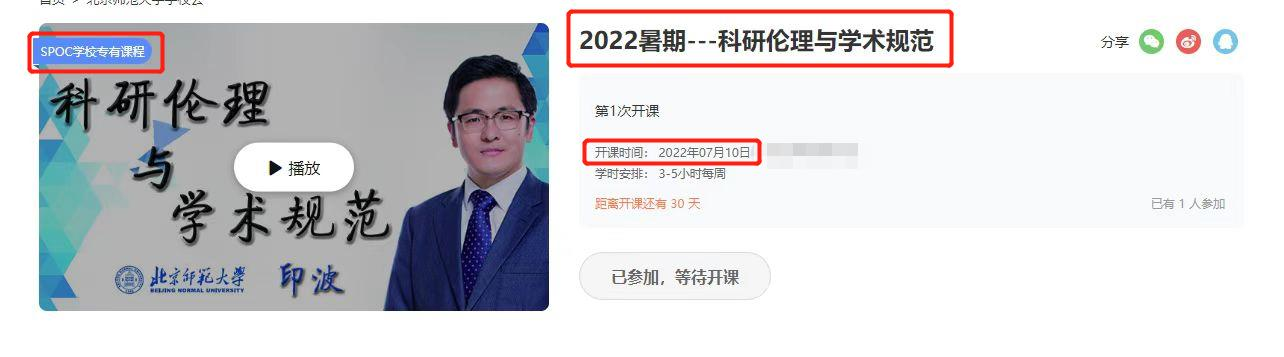 SPOC学校专有课程
科研伦理
与
学术规范
播放
北京师范大学
BEIJING NORMAL UNIVERSITY
印波
2022暑期---科研伦理与学术规范
分享
第1次开课
开课时间： 2022年07月10日
学时安排： 3-5小时每周
距离开课还有 30 天
已有 1 人参加
已参加，等待开课